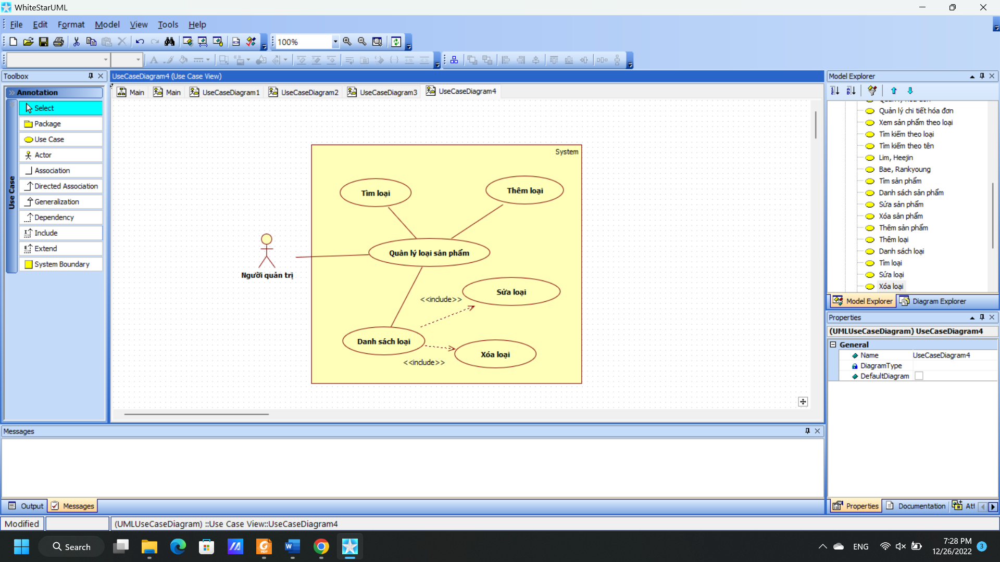 WhiteStarUML
File Edit Format Model View Tools Help
100%
Toolbox
UseCaseDiagram4 (Use Case View)
Model Explorer
Annotation
Main Main UseCaseDiagram1 UseCaseDiagram2 UseCaseDiagram3 UseCaseDiagram4
Use Case
Select
Package
Use Case
Actor
Association
Directed Association
Generalization
Dependency
Include
Extend
System Boundary
System
Tìm loại
Thêm loại
Quản lý loại sản phẩm
Người quản trị
Sửa loại
<<include>>
Danh sách loại
Xóa loại
<<include>>
Quản lý chi tiết hóa đơn
Xem sản phẩm theo loại
Tìm kiếm theo loại
Tìm kiếm theo tên
Lim, Heejin
Bae, Rankyoung
Tìm sản phẩm
Danh sách sản phẩm
Sửa sản phẩm
Xóa sản phẩm
Thêm sản phẩm
Thêm loại
Danh sách loại
Tìm loại
Sửa loại
Xóa loại
Model Explorer Diagram Explorer
Properties
(UMLUseCaseDiagram) UseCaseDiagram4
General
Name UseCaseDiagram4
DiagramType
DefaultDiagram
Messages
Output Messages
Properties Documentation Att
Modified
(UMLUseCaseDiagram) ::Use Case View::UseCaseDiagram4
Search
ENG
7:28 PM
12/26/2022
3